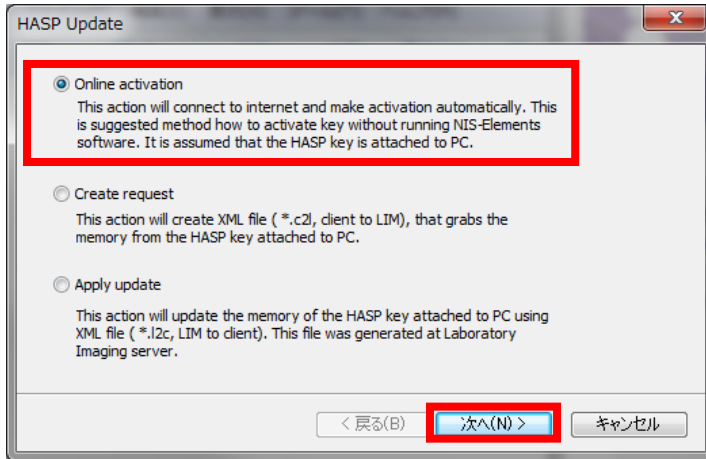 HASP Update
Online activation
This action will connect to internet and make activation automatically. This
is suggested method how to activate key without running NIS-Elements
software. It is assumed that the HASP key is attached to PC.
Create request
This action will create XML file ( *.c2l, client to LIM), that grabs the
memory from the HASP key attached to PC.
Apply update
This action will update the memory of the HASP key attached to PC using
XML file ( *.l2c, LIM to client). This file was generated at Laboratory
Imaging server.
< 戻る(B) 次へ(N) > キャンセル